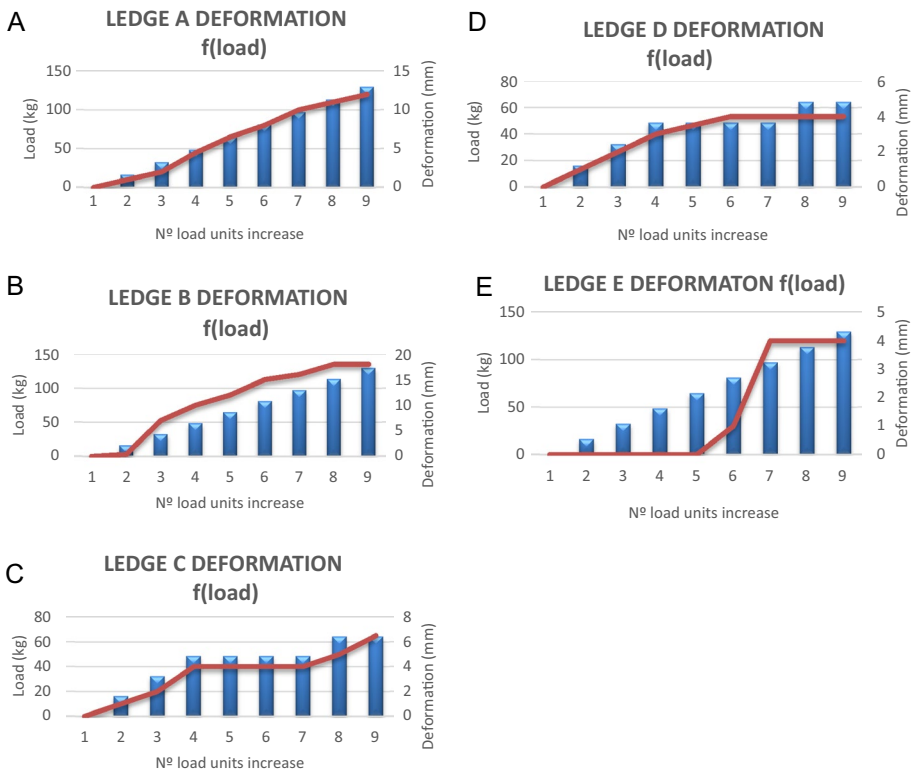 A
LEDGE A DEFORMATION
f(load)
150
100
50
0
15
10
5
0
Load (kg)
Deformation (mm)
1 2 3 4 5 6 7 8 9
Nº load units increase
B
LEDGE B DEFORMATION
f(load)
150
100
50
0
20
15
10
5
0
Load (kg)
Deformation (mm)
1 2 3 4 5 6 7 8 9
Nº load units increase
C
LEDGE C DEFORMATION
f(load)
80
60
40
20
0
8
6
4
2
0
Load (kg)
Deformation (mm)
1 2 3 4 5 6 7 8 9
Nº load units increase
D
LEDGE D DEFORMATION
f(load)
80
60
40
20
0
6
4
2
0
Load (kg)
Deformation (mm)
1 2 3 4 5 6 7 8 9
Nº load units increase
E
LEDGE E DEFORMATON f(load)
150
100
50
0
5
4
3
2
1
0
Load (kg)
Deformation (mm)
1 2 3 4 5 6 7 8 9
Nº load units increase